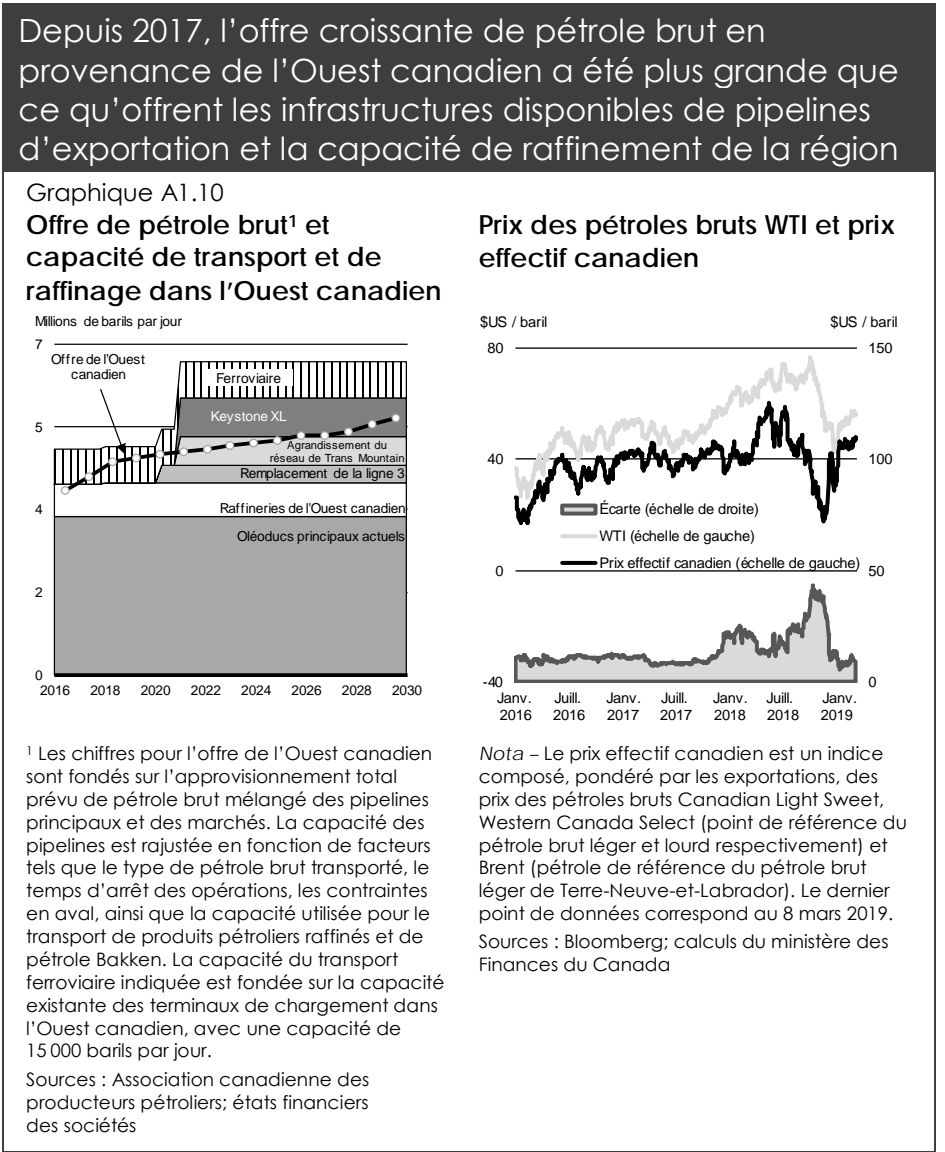 Depuis 2017, l'offre croissante de pétrole brut en
provenance de l'Ouest canadien a été plus grande que
ce qu'offrent les infrastructures disponibles de pipelines
d'exportation et la capacité de raffinement de la région
Graphique A1.10
Offre de pétrole brut¹ et
capacité de transport et de
raffinage dans l'Ouest canadien
Millions de barils par jour
7
5
4
2
0
Offre de l'Ouest
canadien
Ferroviaire
Keystone XL
Agrandissement du
réseau de Trans Mountain
Remplacement de la ligne 3
Raffineries de l'Ouest canadien
Oléoducs principaux actuels
2016 2018 2020 2022 2024 2026 2028 2030
¹ Les chiffres pour l'offre de l'Ouest canadien
sont fondés sur l'approvisionnement total
prévu de pétrole brut mélangé des pipelines
principaux et des marchés. La capacité des
pipelines est rajustée en fonction de facteurs
tels que le type de pétrole brut transporté, le
temps d'arrêt des opérations, les contraintes
en aval, ainsi que la capacité utilisée pour le
transport de produits pétroliers raffinés et de
pétrole Bakken. La capacité du transport
ferroviaire indiquée est fondée sur la capacité
existante des terminaux de chargement dans
l'Ouest canadien, avec une capacité de
15 000 barils par jour.
Sources : Association canadienne des
producteurs pétroliers; états financiers
des sociétés
Prix des pétroles bruts WTI et prix
effectif canadien
$US / baril $US / baril
80 150
40 100
0 50
-40 0
Écarte (échelle de droite)
WTI (échelle de gauche)
Prix effectif canadien (échelle de gauche)
Janv. Juill. Janv. Juill. Janv. Juill. Janv.
2016 2016 2017 2017 2018 2018 2019
Nota – Le prix effectif canadien est un indice
composé, pondéré par les exportations, des
prix des pétroles bruts Canadian Light Sweet,
Western Canada Select (point de référence du
pétrole brut léger et lourd respectivement) et
Brent (pétrole de référence du pétrole brut
léger de Terre-Neuve-et-Labrador). Le dernier
point de données correspond au 8 mars 2019.
Sources : Bloomberg; calculs du ministère des
Finances du Canada